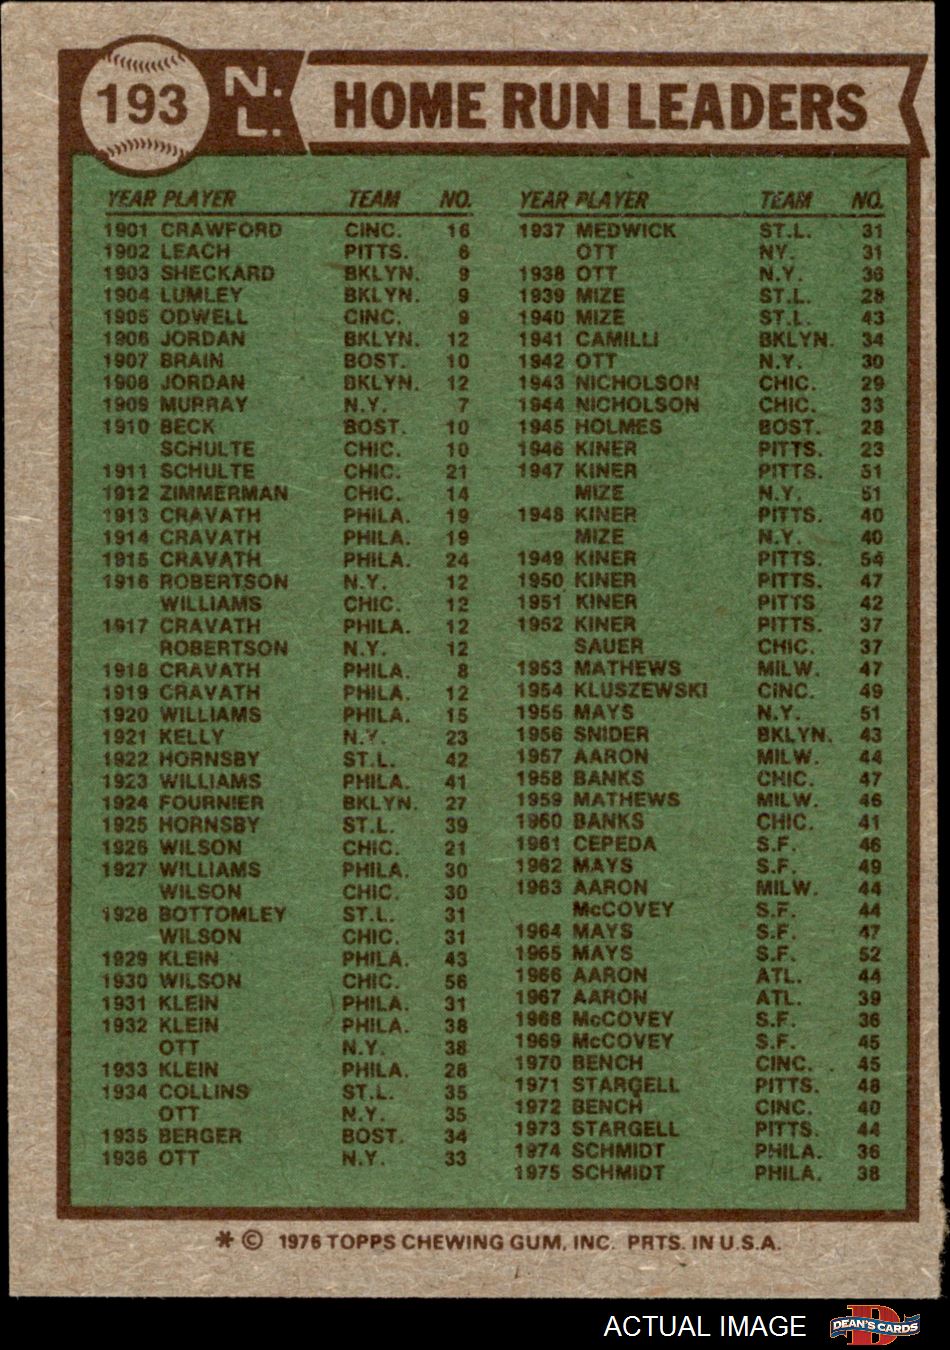 193 N.L. HOME RUN LEADERS
YEAR PLAYER TEAM NO.
1901 CRAWFORD CINC. 16
1902 LEACH PITTS. 6
1903 SHECKARD BKLYN. 9
1904 LUMLEY BKLYN. 9
1905 ODWELL CINC. 9
1906 JORDAN BKLYN. 12
1907 BRAIN BOST. 10
1908 JORDAN BKLYN. 12
1909 MURRAY N.Y. 7
1910 BECK BOST. 10
SCHULTE CHIC. 10
1911 SCHULTE CHIC. 21
1912 ZIMMERMAN CHIC. 14
1913 CRAVATH PHILA. 19
1914 CRAVATH PHILA. 19
1915 CRAVATH PHILA. 24
1916 ROBERTSON N.Y. 12
WILLIAMS CHIC. 12
1917 CRAVATH PHILA. 12
ROBERTSON N.Y. 12
1918 CRAVATH PHILA. 8
1919 CRAVATH PHILA. 12
1920 WILLIAMS PHILA. 15
1921 KELLY N.Y. 23
1922 HORNSBY ST.L. 42
1923 WILLIAMS PHILA. 41
1924 FOURNIER BKLYN. 27
1925 HORNSBY ST.L. 39
1926 WILSON CHIC. 21
1927 WILLIAMS PHILA. 30
WILSON CHIC. 30
1928 BOTTOMLEY ST.L. 31
WILSON CHIC. 31
1929 KLEIN PHILA. 43
1930 WILSON CHIC. 56
1931 KLEIN PHILA. 31
1932 KLEIN PHILA. 38
OTT N.Y. 38
1933 KLEIN PHILA. 28
1934 COLLINS ST.L. 35
OTT N.Y. 35
1935 BERGER BOST. 34
1936 OTT N.Y. 33
YEAR PLAYER TEAM NO.
1937 MEDWICK ST.L. 31
OTT NY. 31
1938 OTT N.Y. 36
1939 MIZE ST.L. 28
1940 MIZE ST.L. 43
1941 CAMILLI BKLYN. 34
1942 OTT N.Y. 30
1943 NICHOLSON CHIC. 29
1944 NICHOLSON CHIC. 33
1945 HOLMES BOST. 28
1946 KINER PITTS. 23
1947 KINER PITTS. 51
MIZE N.Y. 51
1948 KINER PITTS. 40
MIZE N.Y. 40
1949 KINER PITTS. 54
1950 KINER PITTS. 47
1951 KINER PITTS 42
1952 KINER PITTS. 37
SAUER CHIC. 37
1953 MATHEWS MILW. 47
1954 KLUSZEWSKI CINC. 49
1955 MAYS N.Y. 51
1956 SNIDER BKLYN. 43
1957 AARON MILW. 44
1958 BANKS CHIC. 47
1959 MATHEWS MILW. 46
1960 BANKS CHIC. 41
1961 CEPEDA S.F. 46
1962 MAYS S.F. 49
1963 AARON MILW. 44
McCOVEY S.F. 44
1964 MAYS S.F. 47
1965 MAYS S.F. 52
1966 AARON ATL. 44
1967 AARON ATL. 39
1968 McCOVEY S.F. 36
1969 McCOVEY S.F. 45
1970 BENCH CINC. 45
1971 STARGELL PITTS. 48
1972 BENCH CINC. 40
1973 STARGELL PITTS. 44
1974 SCHMIDT PHILA. 36
1975 SCHMIDT PHILA. 38
* © 1976 TOPPS CHEWING GUM, INC. PRTS. IN U.S.A.
ACTUAL IMAGE D DEAN'S CARDS